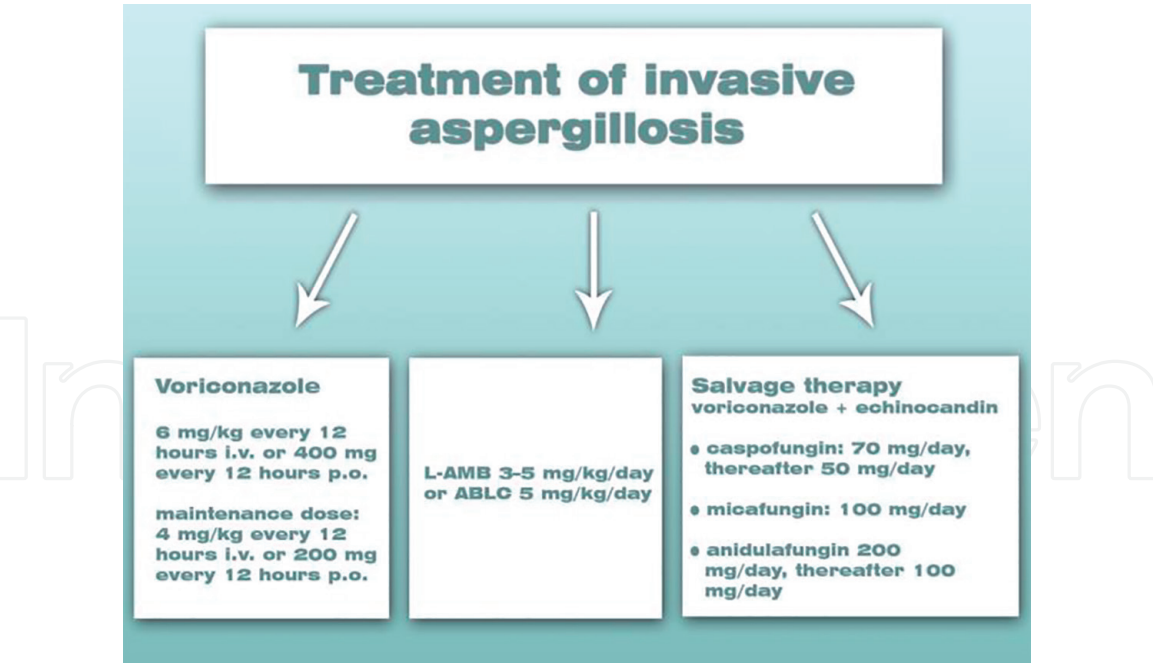 Treatment of invasive
aspergillosis
Voriconazole
6 mg/kg every 12
hours i.v. or 400 mg
every 12 hours p.o.
maintenance dose:
4 mg/kg every 12
hours i.v. or 200 mg
every 12 hours p.o.
L-AMB 3–5 mg/kg/day
or ABLC 5 mg/kg/day
Salvage therapy
voriconazole + echinocandin
• caspofungin: 70 mg/day,
thereafter 50 mg/day
• micafungin: 100 mg/day
• anidulafungin 200
mg/day, thereafter 100
mg/day